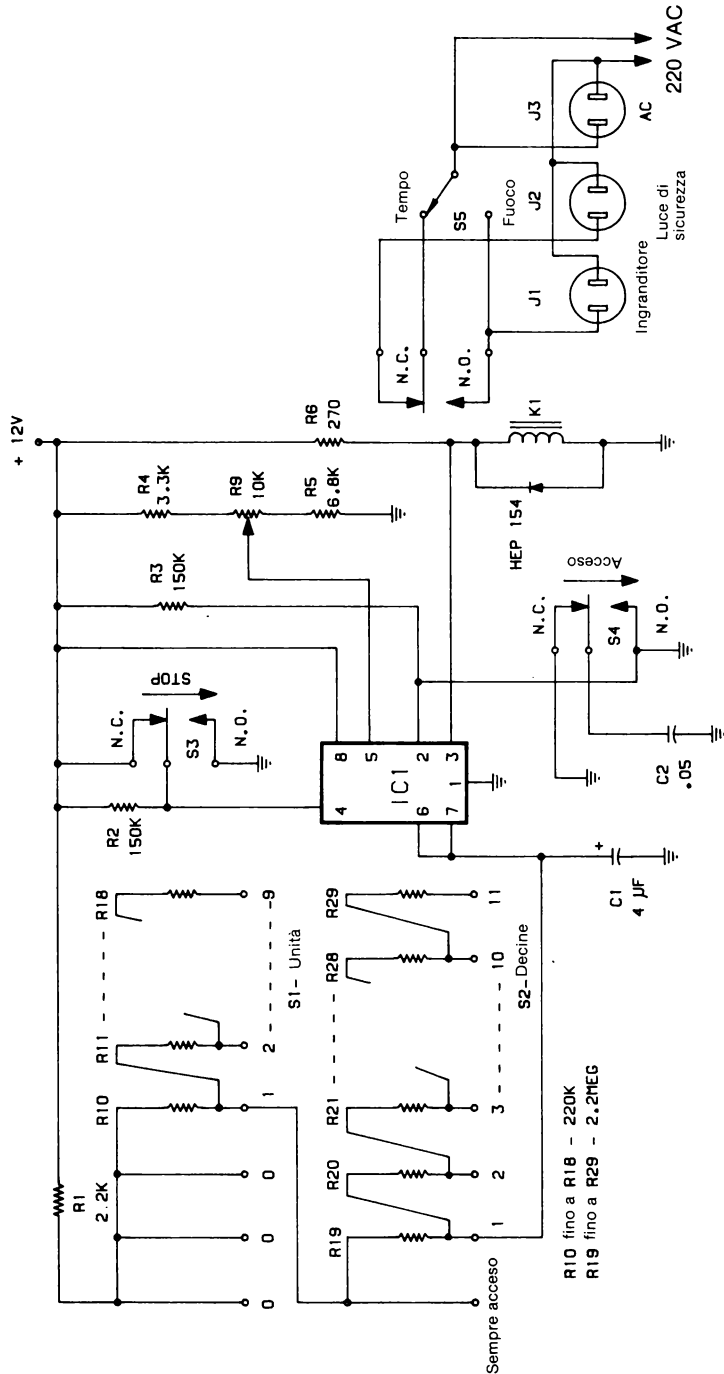 + 12V
R1
2.2K
R2
150K
N.C.
S3
N.O.
STOP
R3
150K
R4
3.3K
R9
10K
R5
6.8K
R6
270
R10
R11
R18
0
0
0
1
2
9
S1- Unità
R19
R20
R21
R28
R29
Sempre acceso
1
2
3
10
11
S2-Decine
4
8
5
6
2
7
3
1
IC1
C1
+
4 µF
C2
.05
N.C.
S4
N.O.
Acceso
HEP 154
K1
N.C.
N.O.
Tempo
S5
Fuoco
J1
J2
J3
Ingranditore
Luce di
sicurezza
AC
220 VAC
R10 fino a R18 - 220K
R19 fino a R29 - 2.2MEG